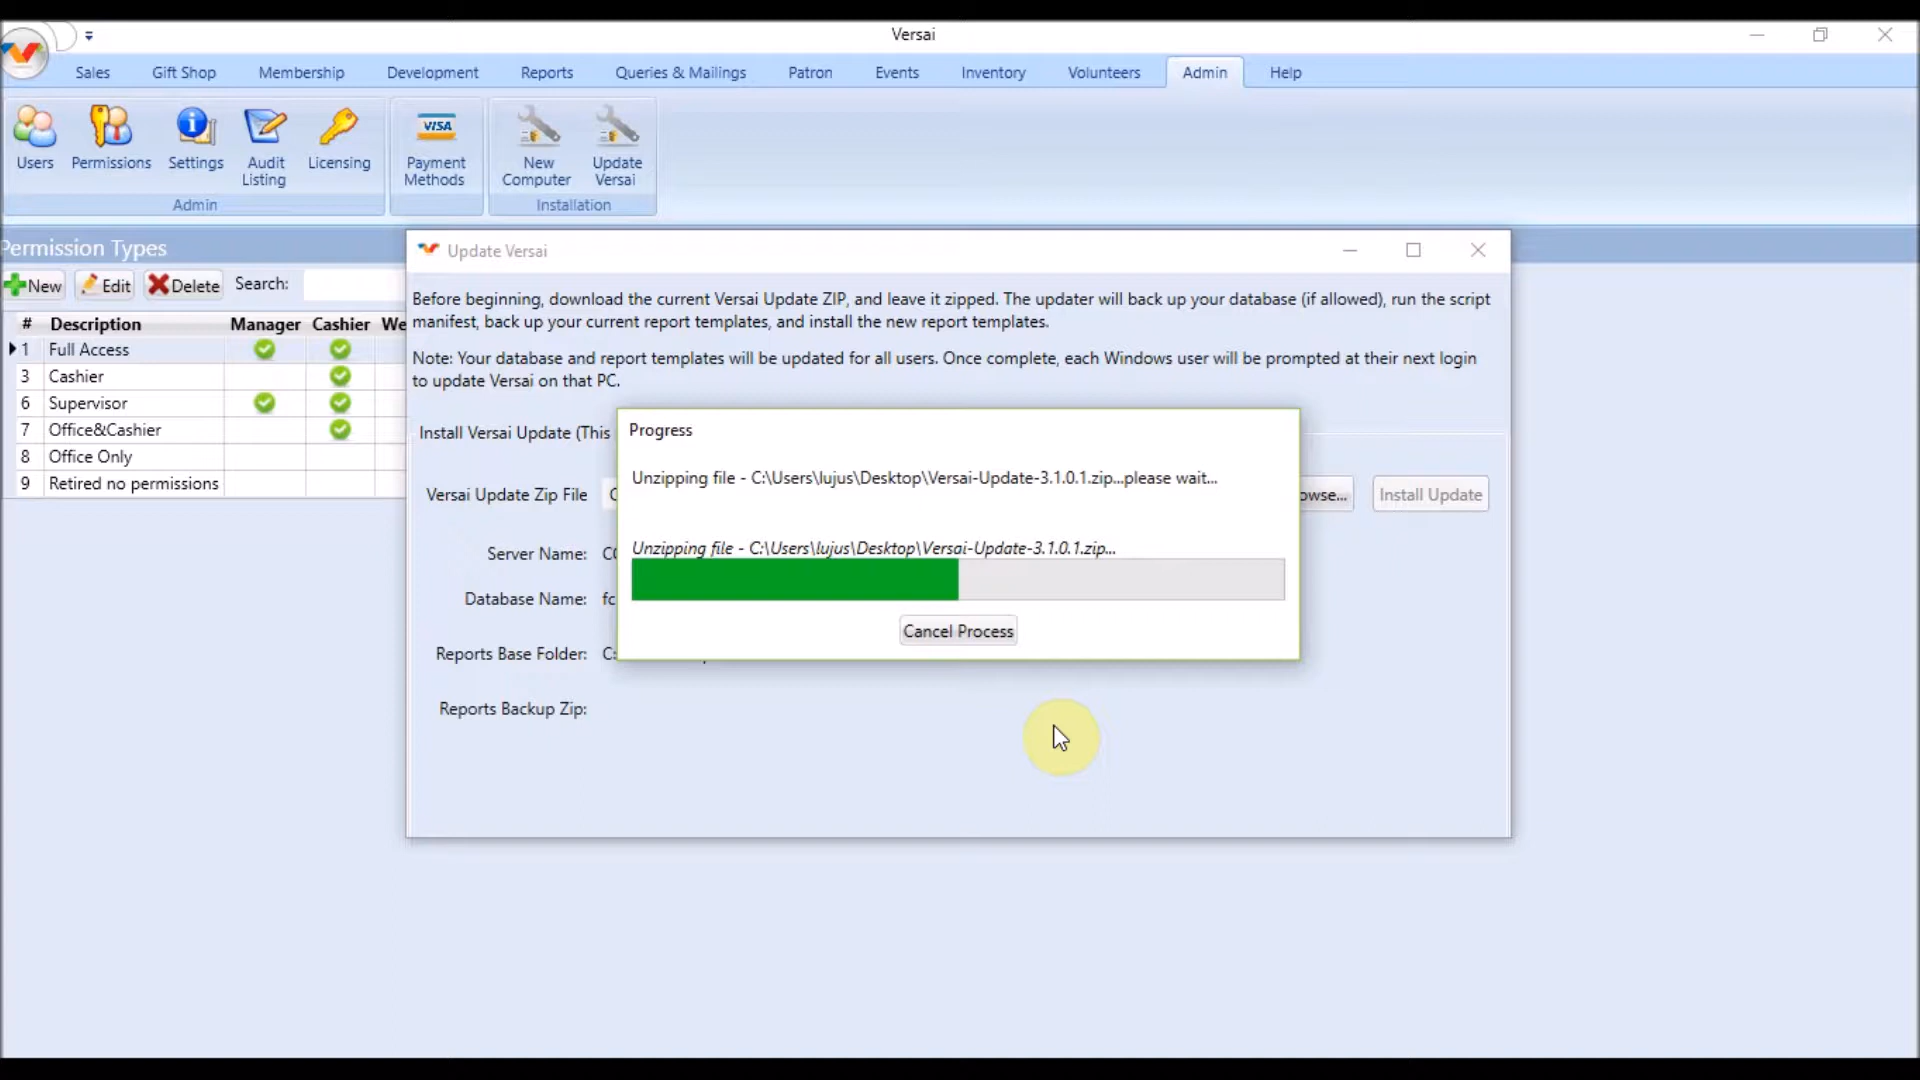 Versai
Sales Gift Shop Membership Development Reports Queries & Mailings Patron Events Inventory Volunteers Admin Help
Users Permissions Settings Audit Listing Licensing Payment Methods New Computer Update Versai
VISA
Admin Installation
Permission Types
New Edit Delete Search:
# Description Manager Cashier We
1 Full Access
3 Cashier
6 Supervisor
7 Office&Cashier
8 Office Only
9 Retired no permissions
Update Versai
Before beginning, download the current Versai Update ZIP, and leave it zipped. The updater will back up your database (if allowed), run the script
manifest, back up your current report templates, and install the new report templates.
Note: Your database and report templates will be updated for all users. Once complete, each Windows user will be prompted at their next login
to update Versai on that PC.
Install Versai Update (This
Versai Update Zip File owse... Install Update
Server Name:
Database Name: fc
Reports Base Folder: C:
Reports Backup Zip:
Progress
Unzipping file - C:\Users\lujus\Desktop\Versai-Update-3.1.0.1.zip...please wait...
Unzipping file - C:\Users\lujus\Desktop\Versai-Update-3.1.0.1.zip...
Cancel Process